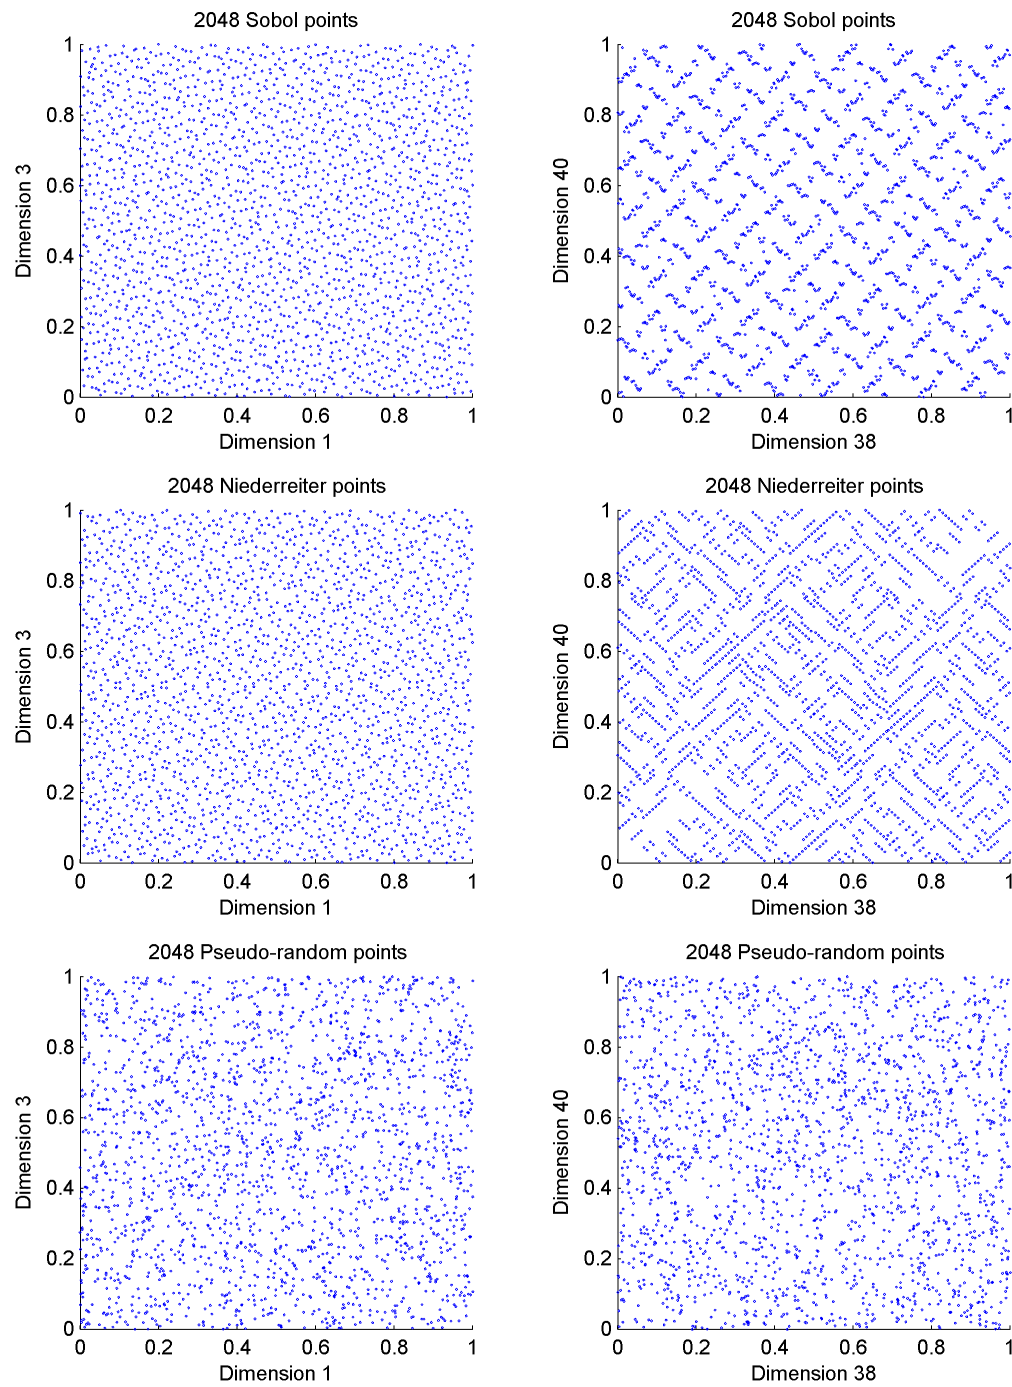 2048 Sobol points
1
0.8
0.6
0.4
0.2
0
Dimension 3
0 0.2 0.4 0.6 0.8 1
Dimension 1
2048 Sobol points
1
0.8
0.6
0.4
0.2
0
Dimension 40
0 0.2 0.4 0.6 0.8 1
Dimension 38
2048 Niederreiter points
1
0.8
0.6
0.4
0.2
0
Dimension 3
0 0.2 0.4 0.6 0.8 1
Dimension 1
2048 Niederreiter points
1
0.8
0.6
0.4
0.2
0
Dimension 40
0 0.2 0.4 0.6 0.8 1
Dimension 38
2048 Pseudo-random points
1
0.8
0.6
0.4
0.2
0
Dimension 3
0 0.2 0.4 0.6 0.8 1
Dimension 1
2048 Pseudo-random points
1
0.8
0.6
0.4
0.2
0
Dimension 40
0 0.2 0.4 0.6 0.8 1
Dimension 38